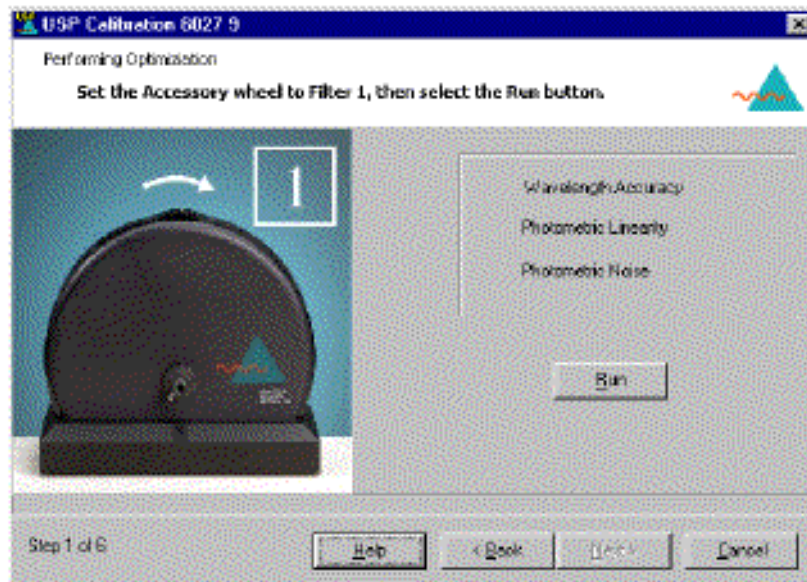 USP Calibration 6027 9
Performing Optimisation
Set the Accessory wheel to Filter 1, then select the Run button.
1
Wavelength Accuracy
Photometric Linearity
Photometric Noise
Run
Step 1 of 6
Help
< Back
Next >
Cancel